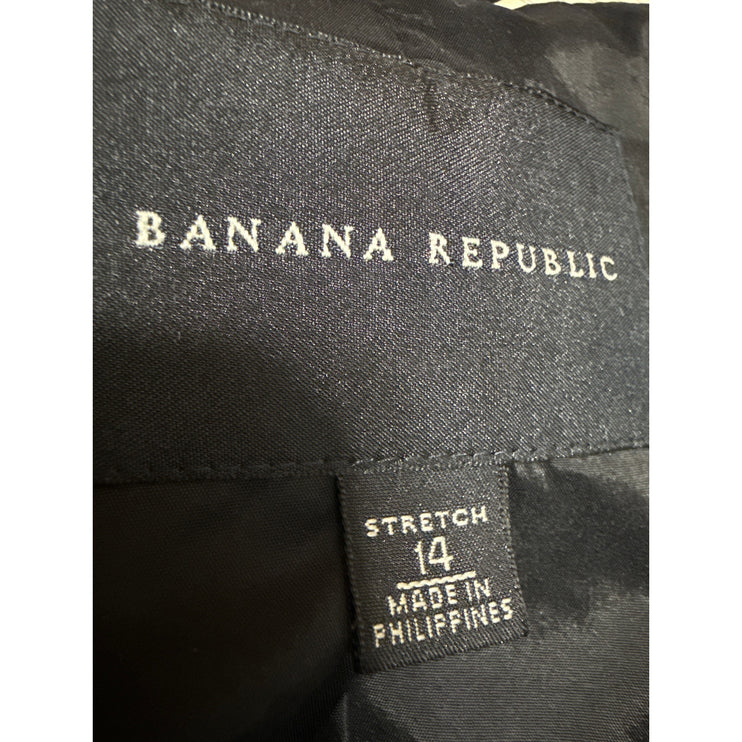 BANANA REPUBLIC
STRETCH
14
MADE IN
PHILIPPINES